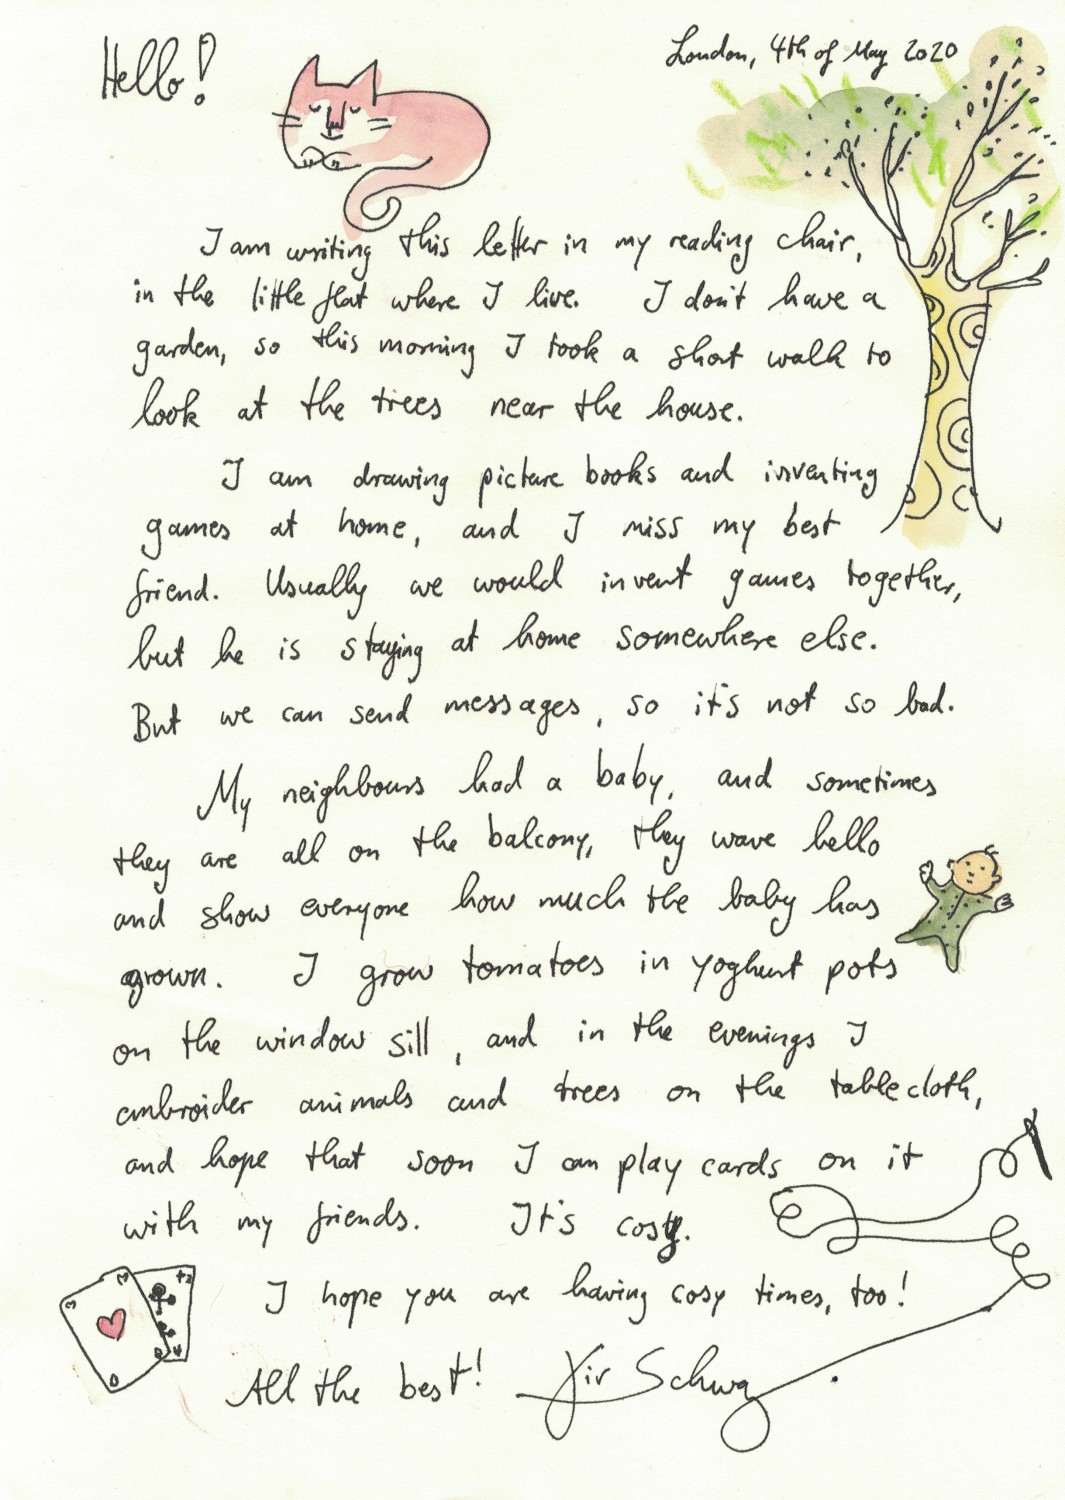 Hello!
London, 4th of May 2020
I am writing this letter in my reading chair,
in the little flat where I live. I don't have a
garden, so this morning I took a short walk to
look at the trees near the house.
I am drawing picture books and inventing
games at home, and I miss my best
friend. Usually we would invent games together,
but he is staying at home somewhere else.
But we can send messages, so it's not so bad.
My neighbours had a baby, and sometimes
they are all on the balcony, they wave hello
and show everyone how much the baby has
grown. I grow tomatoes in yoghurt pots
on the window sill, and in the evenings I
embroider animals and trees on the tablecloth,
and hope that soon I can play cards on it
with my friends. It's cosy.
I hope you are having cosy times, too!
All the best!